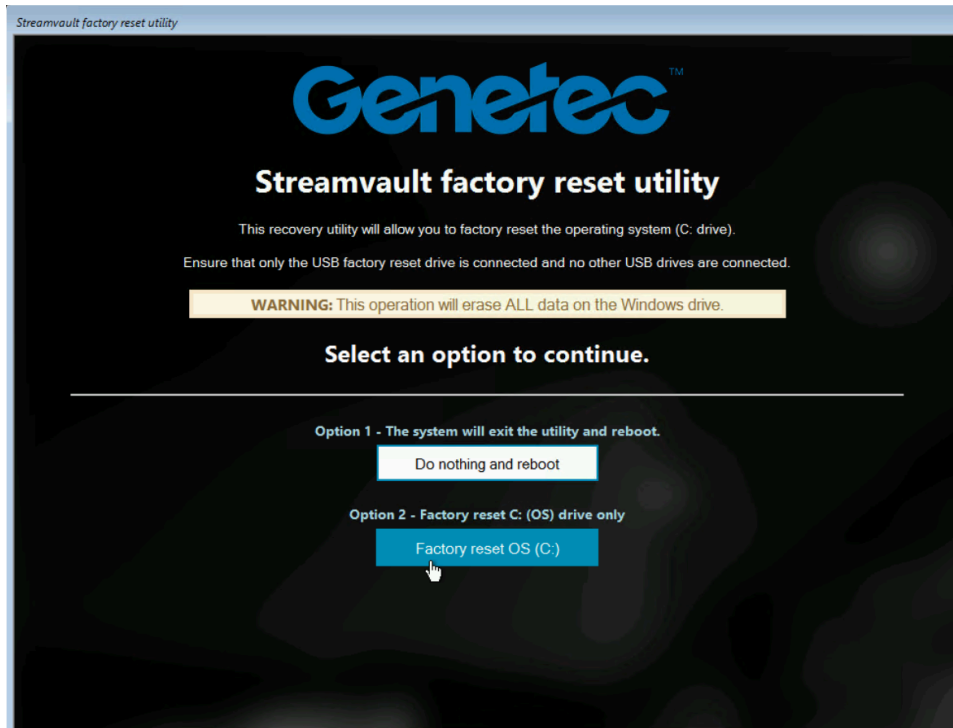 Streamvault factory reset utility
Genetec™
Streamvault factory reset utility
This recovery utility will allow you to factory reset the operating system (C: drive).
Ensure that only the USB factory reset drive is connected and no other USB drives are connected.
WARNING: This operation will erase ALL data on the Windows drive.
Select an option to continue.
Option 1 - The system will exit the utility and reboot.
Do nothing and reboot
Option 2 - Factory reset C: (OS) drive only
Factory reset OS (C:)